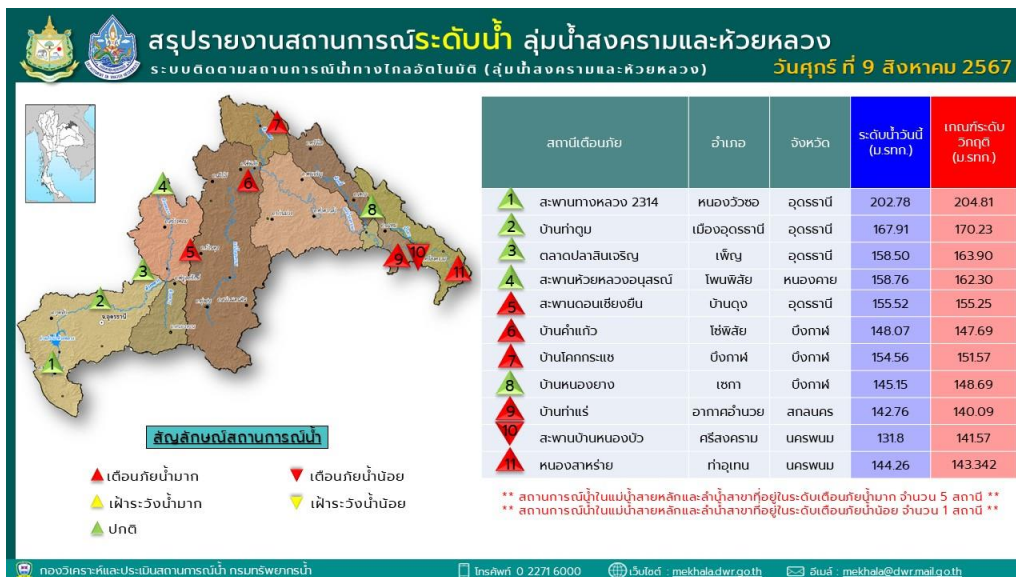 สรุปรายงานสถานการณ์ระดับน้ำ ลุ่มน้ำสงครามและห้วยหลวง
ระบบติดตามสถานการณ์น้ำทางไกลอัตโนมัติ (ลุ่มน้ำสงครามและห้วยหลวง)
วันศุกร์ ที่ 9 สิงหาคม 2567
สถานีเตือนภัย อำเภอ จังหวัด ระดับน้ำวันนี้ (ม.รทก.) เกณฑ์ระดับวิกฤติ (ม.รทก.)
1 สะพานทางหลวง 2314 หนองวัวซอ อุดรธานี 202.78 204.81
2 บ้านท่าตูม เมืองอุดรธานี อุดรธานี 167.91 170.23
3 ตลาดปลาสินเจริญ เพ็ญ อุดรธานี 158.50 163.90
4 สะพานห้วยหลวงอนุสรณ์ โพนพิสัย หนองคาย 158.76 162.30
5 สะพานดอนเชียงยืน บ้านดุง อุดรธานี 155.52 155.25
6 บ้านคำแก้ว โซ่พิสัย บึงกาฬ 148.07 147.69
7 บ้านโคกกระแซ บึงกาฬ บึงกาฬ 154.56 151.57
8 บ้านหนองยาง เซกา บึงกาฬ 145.15 148.69
9 บ้านท่าแร่ อากาศอำนวย สกลนคร 142.76 140.09
10 สะพานบ้านหนองบัว ศรีสงคราม นครพนม 131.8 141.57
11 หนองสาหร่าย ท่าอุเทน นครพนม 144.26 143.342
7
6
4
8
5
9 10 11
3
2
1
สัญลักษณ์สถานการณ์น้ำ
เตือนภัยน้ำมาก เตือนภัยน้ำน้อย
เฝ้าระวังน้ำมาก เฝ้าระวังน้ำน้อย
ปกติ
** สถานการณ์น้ำในแม่น้ำสายหลักและลำน้ำสาขาที่อยู่ในระดับเตือนภัยน้ำมาก จำนวน 5 สถานี **
** สถานการณ์น้ำในแม่น้ำสายหลักและลำน้ำสาขาที่อยู่ในระดับเตือนภัยน้ำน้อย จำนวน 1 สถานี **
กองวิเคราะห์และประเมินสถานการณ์น้ำ กรมทรัพยากรน้ำ โทรศัพท์ 0 2271 6000 เว็บไซต์ : mekhala.dwr.go.th อีเมล์ : mekhala@dwr.mail.go.th